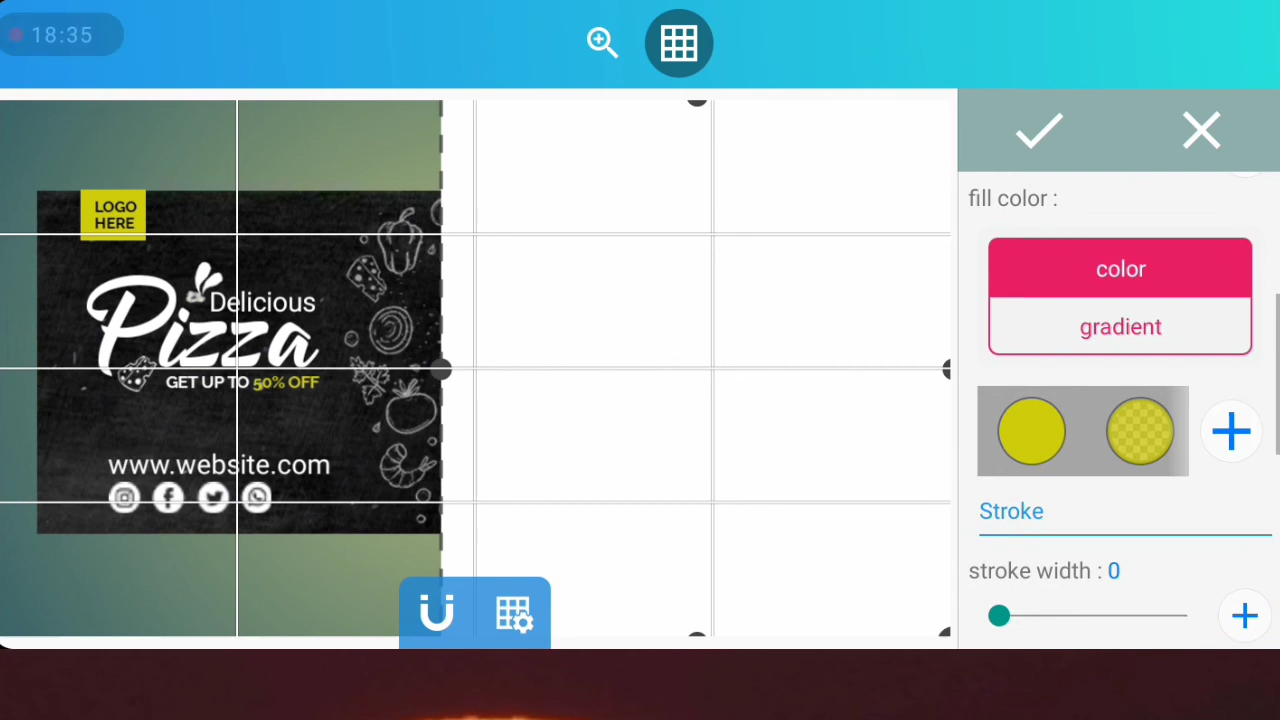 18:35
LOGO
HERE
Delicious
Pizza
GET UP TO 50% OFF
www.website.com
fill color :
color
gradient
Stroke
stroke width : 0